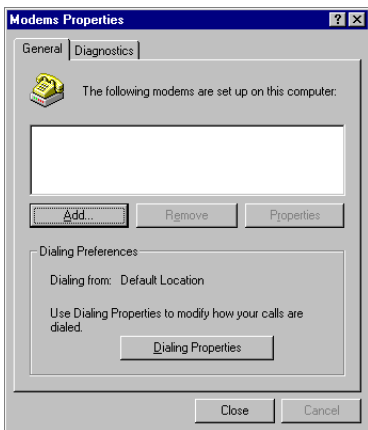 Modems Properties
General Diagnostics
The following modems are set up on this computer:
Add... Remove Properties
Dialing Preferences
Dialing from: Default Location
Use Dialing Properties to modify how your calls are
dialed.
Dialing Properties
Close Cancel